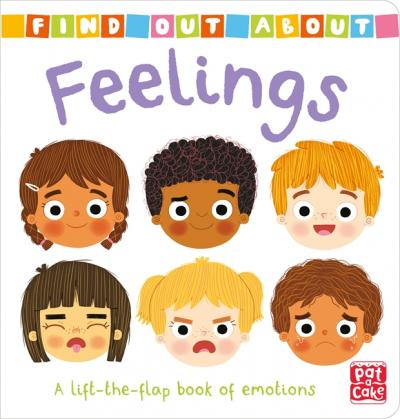 FIND OUT ABOUT
Feelings
A lift-the-flap book of emotions
pat
a
cake